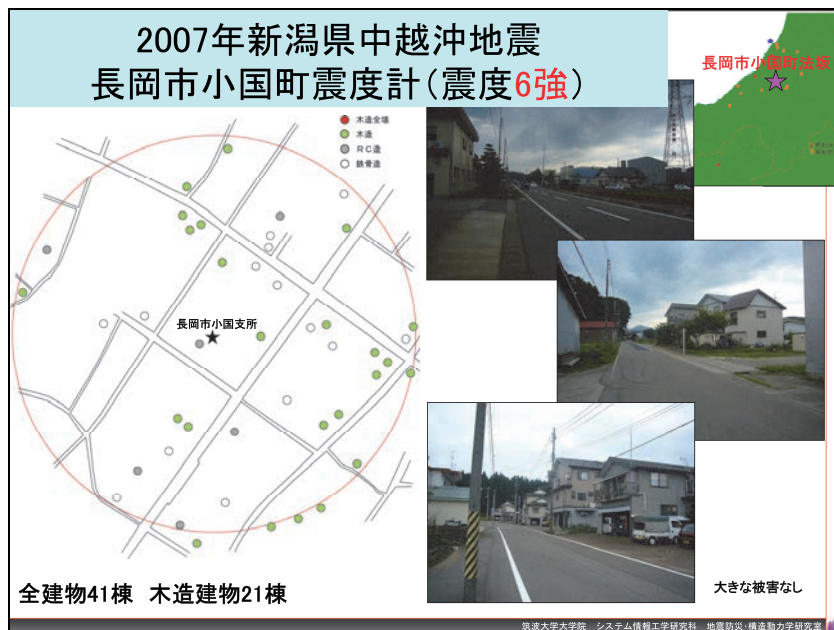 2007年新潟県中越沖地震
長岡市小国町震度計(震度6強)
長岡市小国町法坂
木造全壊
木造
RC造
鉄骨造
長岡市小国支所
全建物41棟 木造建物21棟
大きな被害なし
筑波大学大学院 システム情報工学研究科 地震防災・構造動力学研究室